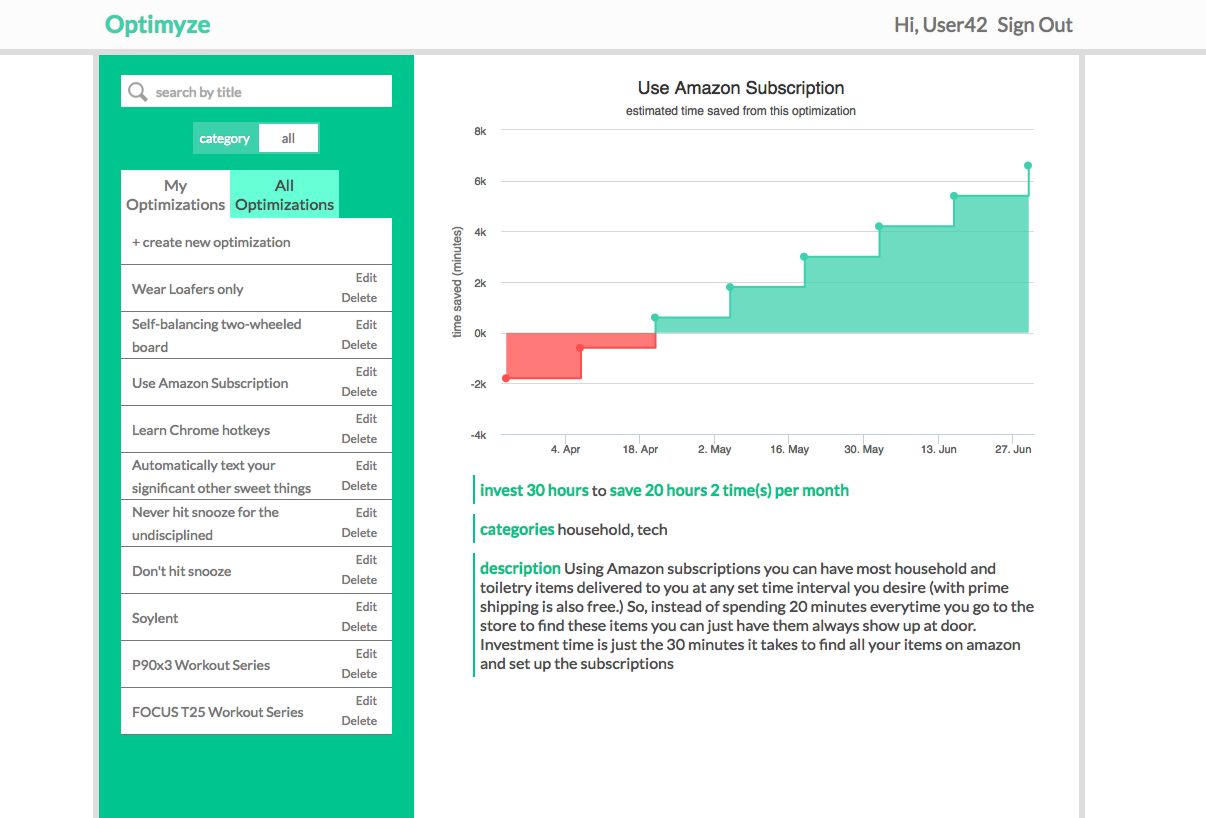 Optimyze
Hi, User42 Sign Out
search by title
category all
My Optimizations
All Optimizations
+ create new optimization
Wear Loafers only
Edit
Delete
Self-balancing two-wheeled
board
Edit
Delete
Use Amazon Subscription
Edit
Delete
Learn Chrome hotkeys
Edit
Delete
Automatically text your
significant other sweet things
Edit
Delete
Never hit snooze for the
undisciplined
Edit
Delete
Don't hit snooze
Edit
Delete
Soylent
Edit
Delete
P90x3 Workout Series
Edit
Delete
FOCUS T25 Workout Series
Edit
Delete
Use Amazon Subscription
estimated time saved from this optimization
time saved (minutes)
8k
6k
4k
2k
0k
-2k
-4k
4. Apr 18. Apr 2. May 16. May 30. May 13. Jun 27. Jun
invest 30 hours to save 20 hours 2 time(s) per month
categories household, tech
description Using Amazon subscriptions you can have most household and
toiletry items delivered to you at any set time interval you desire (with prime
shipping is also free.) So, instead of spending 20 minutes everytime you go to the
store to find these items you can just have them always show up at door.
Investment time is just the 30 minutes it takes to find all your items on amazon
and set up the subscriptions